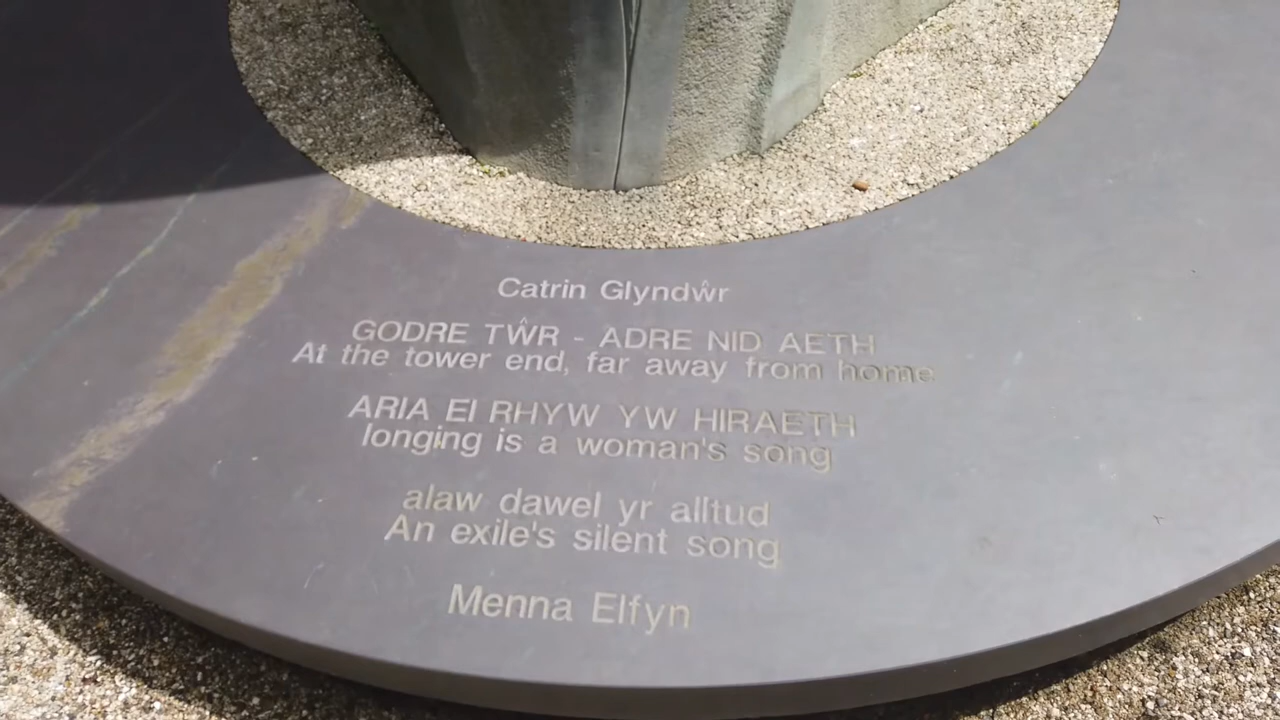 Catrin Glyndŵr
GODRE TŴR - ADRE NID AETH
At the tower end, far away from home
ARIA EI RHYW YW HIRAETH
longing is a woman's song
alaw dawel yr alltud
An exile's silent song
Menna Elfyn